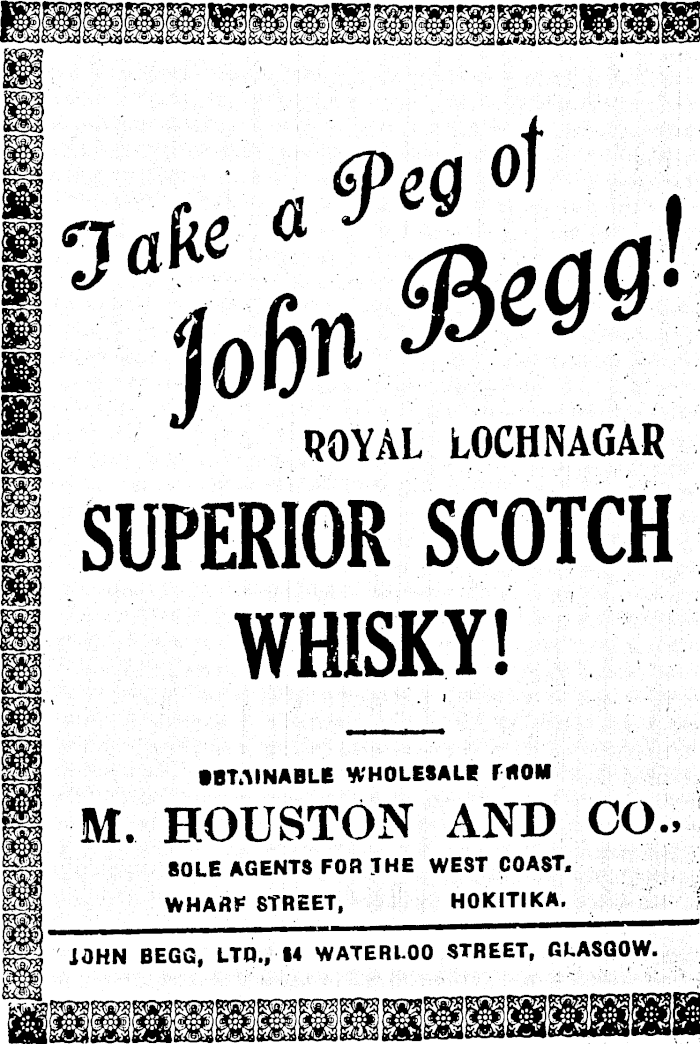 Take a Peg of
John Begg!
ROYAL LOCHNAGAR
SUPERIOR SCOTCH
WHISKY!
OBTAINABLE WHOLESALE FROM
M. HOUSTON AND CO.,
SOLE AGENTS FOR THE WEST COAST.
WHARF STREET, HOKITIKA.
JOHN BEGG, LTD., WATERLOO STREET, GLASGOW.